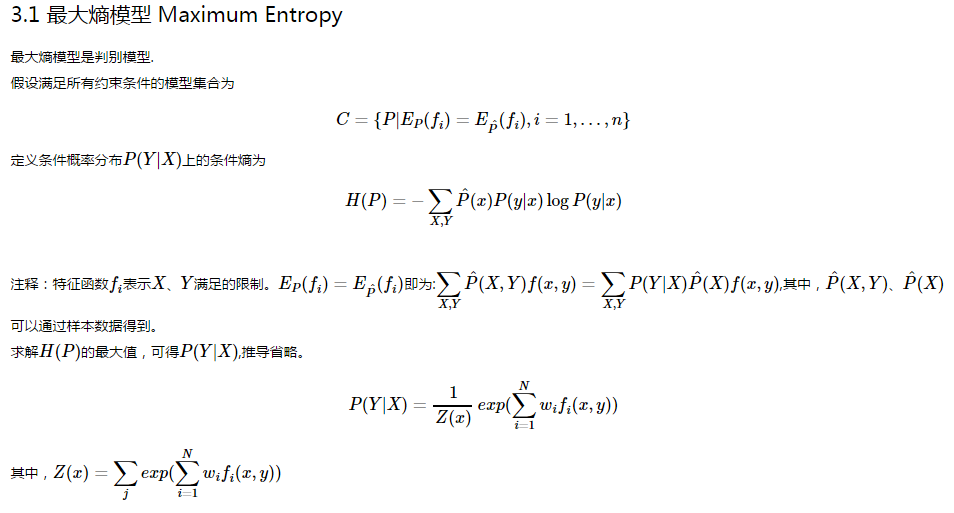 3.1 最大熵模型 Maximum Entropy
最大熵模型是判别模型.
假设满足所有约束条件的模型集合为
$C = \{P|E_P(f_i) = E_{\hat{P}}(f_i), i = 1, \ldots, n\}$
定义条件概率分布$P(Y|X)$上的条件熵为
$H(P) = -\sum_{X,Y} \hat{P}(x)P(y|x) \log P(y|x)$
注释：特征函数$f_i$表示$X$、$Y$满足的限制。$E_P(f_i) = E_{\hat{P}}(f_i)$即为:$\sum_{X,Y} \hat{P}(X,Y)f(x,y) = \sum_{X,Y} P(Y|X)\hat{P}(X)f(x,y)$,其中，$\hat{P}(X,Y)$、$\hat{P}(X)$
可以通过样本数据得到。
求解$H(P)$的最大值，可得$P(Y|X)$,推导省略。
$P(Y|X) = \frac{1}{Z(x)} exp(\sum_{i=1}^{N} w_i f_i(x,y))$
其中，$Z(x) = \sum_{j} exp(\sum_{i=1}^{N} w_i f_i(x,y))$